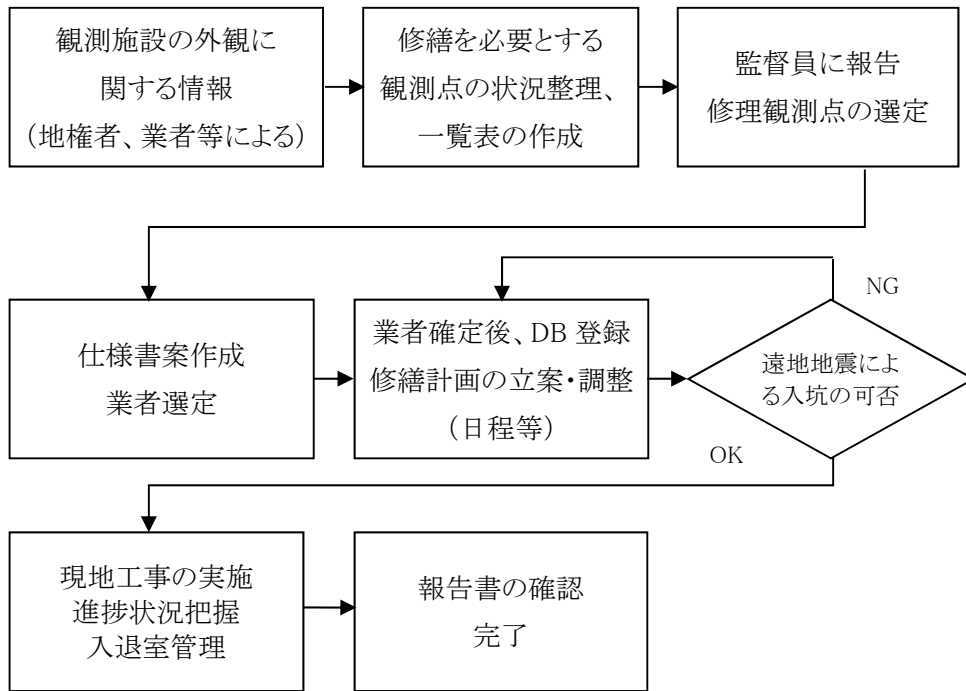 観測施設の外観に
関する情報
(地権者、業者等による)
修繕を必要とする
観測点の状況整理、
一覧表の作成
監督員に報告
修理観測点の選定
仕様書案作成
業者選定
業者確定後、DB 登録
修繕計画の立案・調整
(日程等)
NG
遠地地震によ
る入坑の可否
OK
現地工事の実施
進捗状況把握
入退室管理
報告書の確認
完了